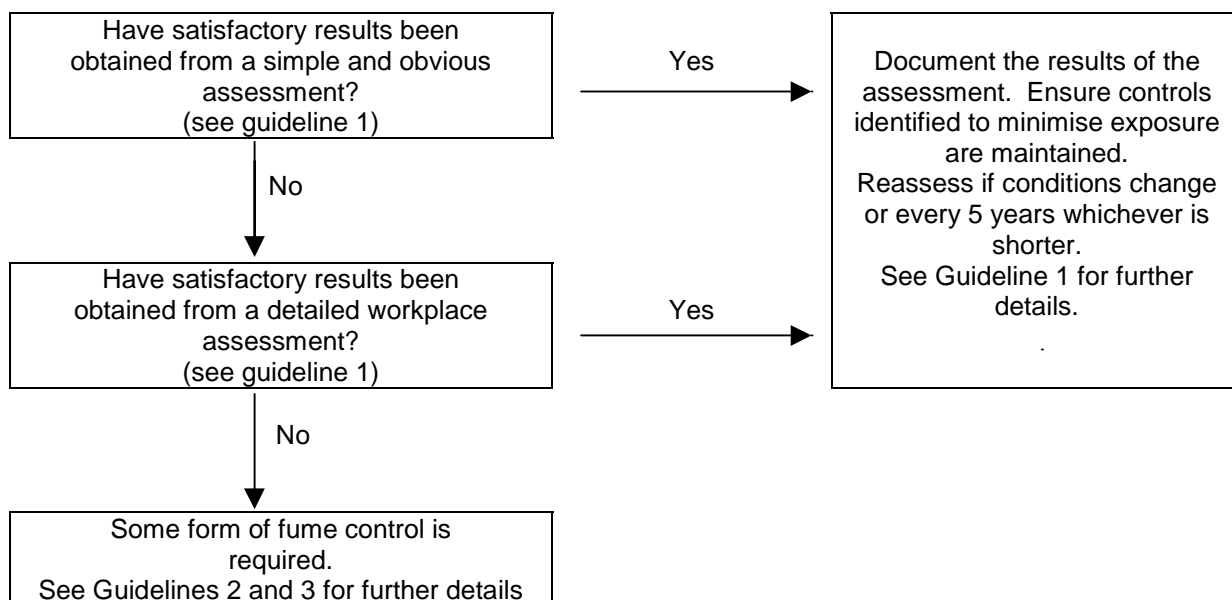 Have satisfactory results been
obtained from a simple and obvious
assessment?
(see guideline 1)
Yes
Document the results of the
assessment.  Ensure controls
identified to minimise exposure
are maintained.
Reassess if conditions change
or every 5 years whichever is
shorter.
See Guideline 1 for further
details.
.
No
Have satisfactory results been
obtained from a detailed workplace
assessment?
(see guideline 1)
Yes
No
Some form of fume control is
required.
See Guidelines 2 and 3 for further details